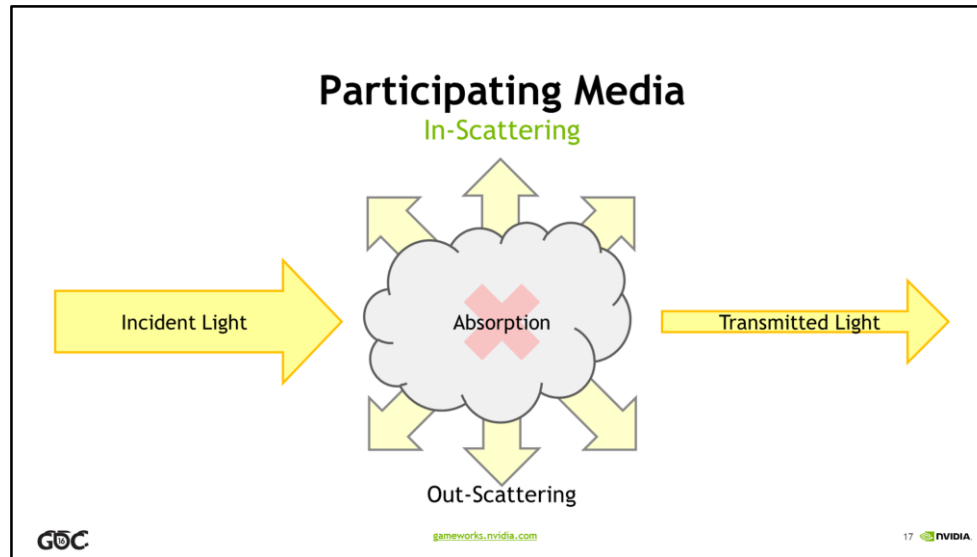 Participating Media
In-Scattering
Incident Light
Absorption
Transmitted Light
Out-Scattering
GDC 16
gameworks.nvidia.com
17
NVIDIA